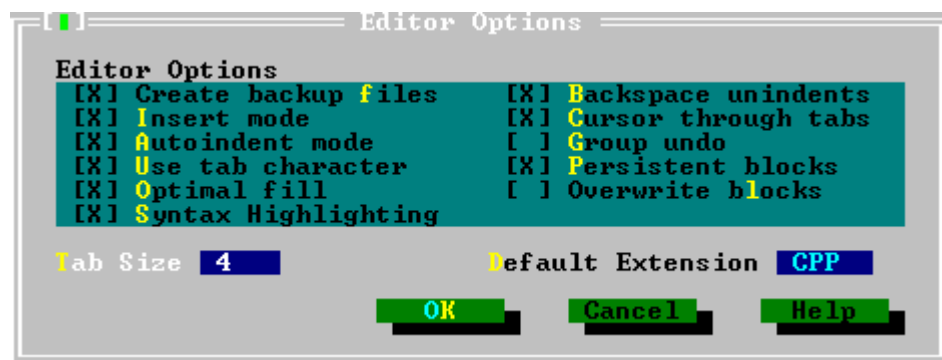 Editor Options
Editor Options
[X] Create backup files [X] Backspace unindents
[X] Insert mode [X] Cursor through tabs
[X] Autoindent mode [ ] Group undo
[X] Use tab character [X] Persistent blocks
[X] Optimal fill [ ] Overwrite blocks
[X] Syntax Highlighting
Tab Size 4 Default Extension CPP
OK Cancel Help